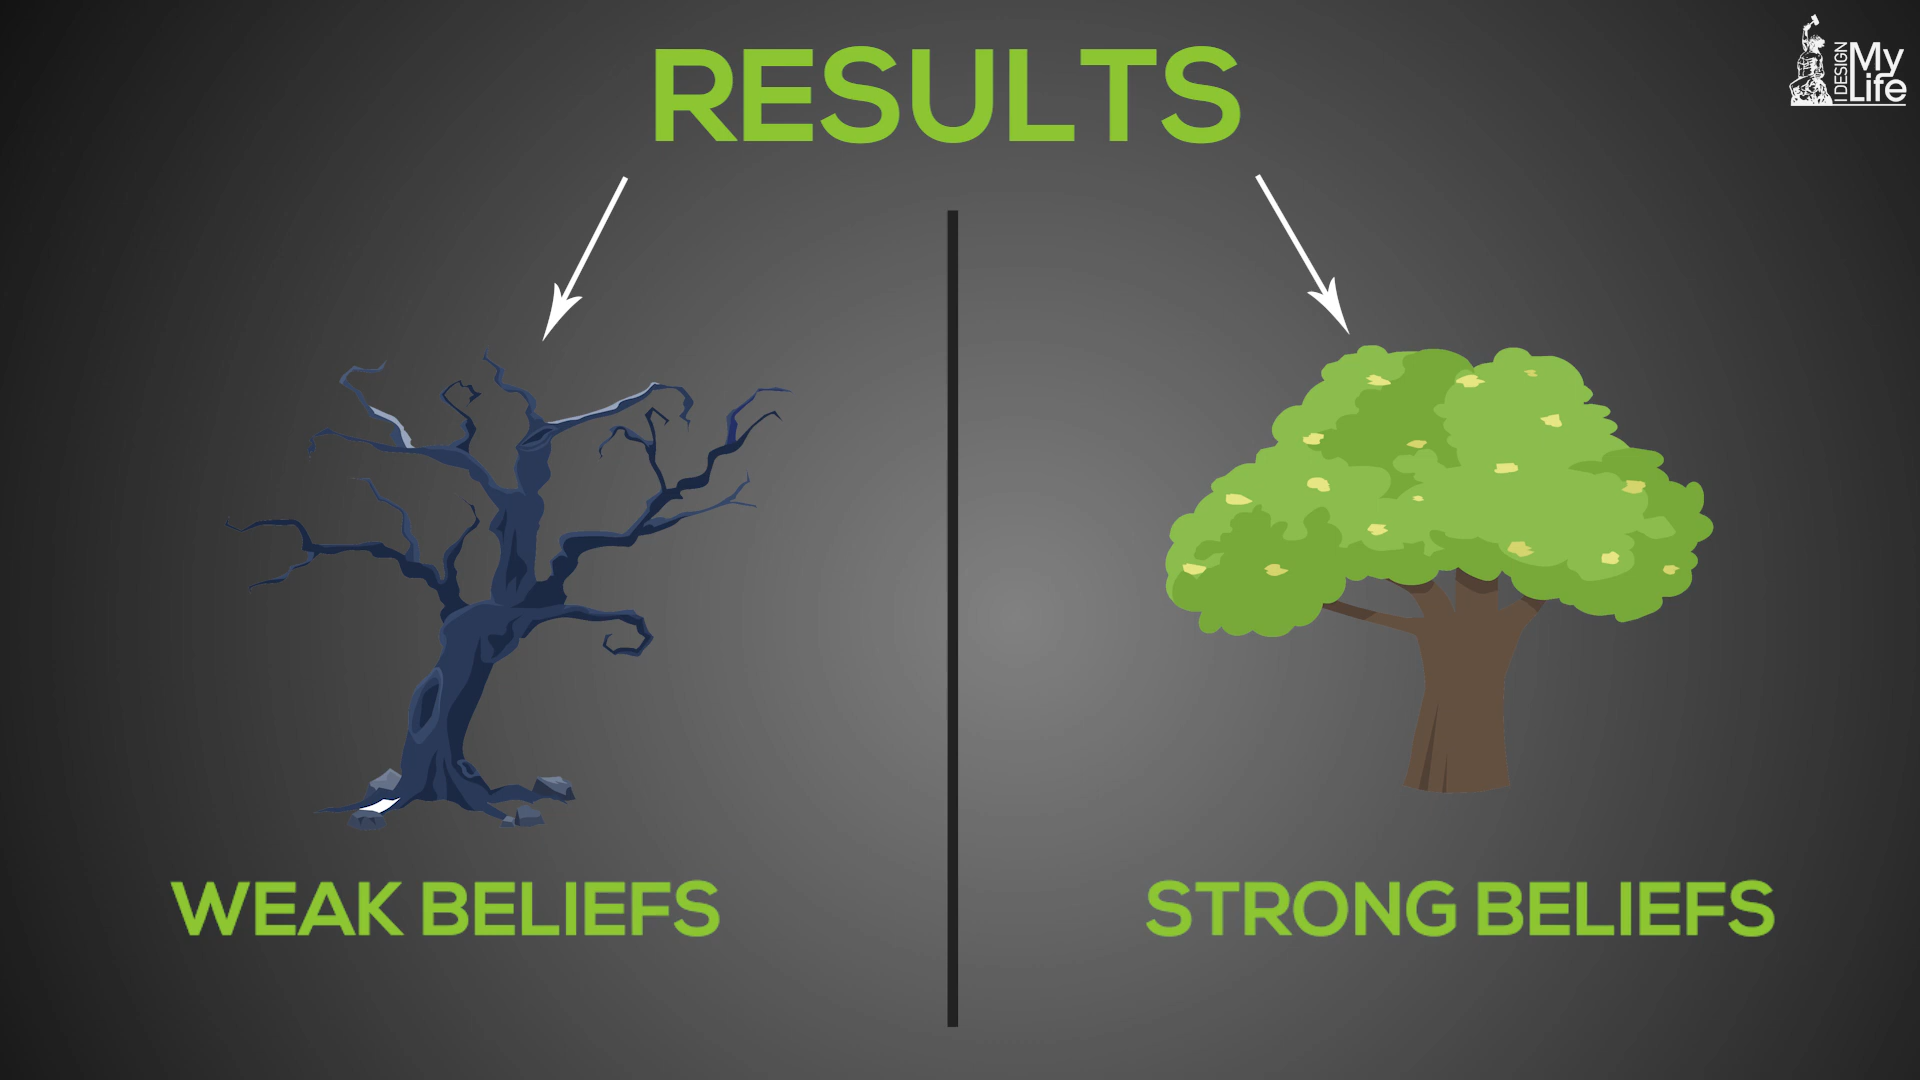 RESULTS
I DESIGN
My
Life
WEAK BELIEFS
STRONG BELIEFS